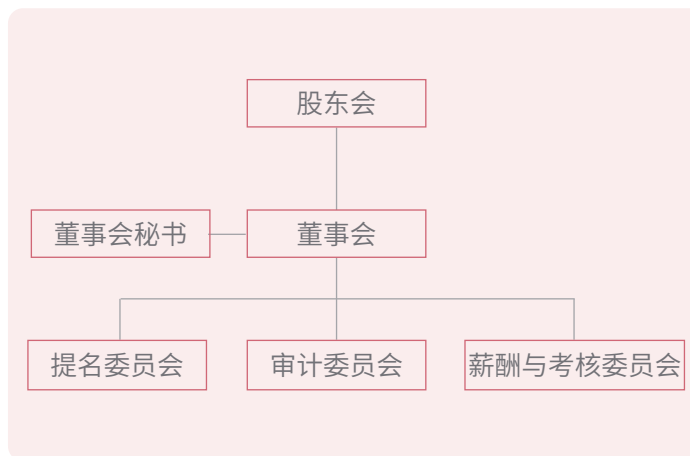 股东会
董事会秘书
董事会
提名委员会
审计委员会
薪酬与考核委员会